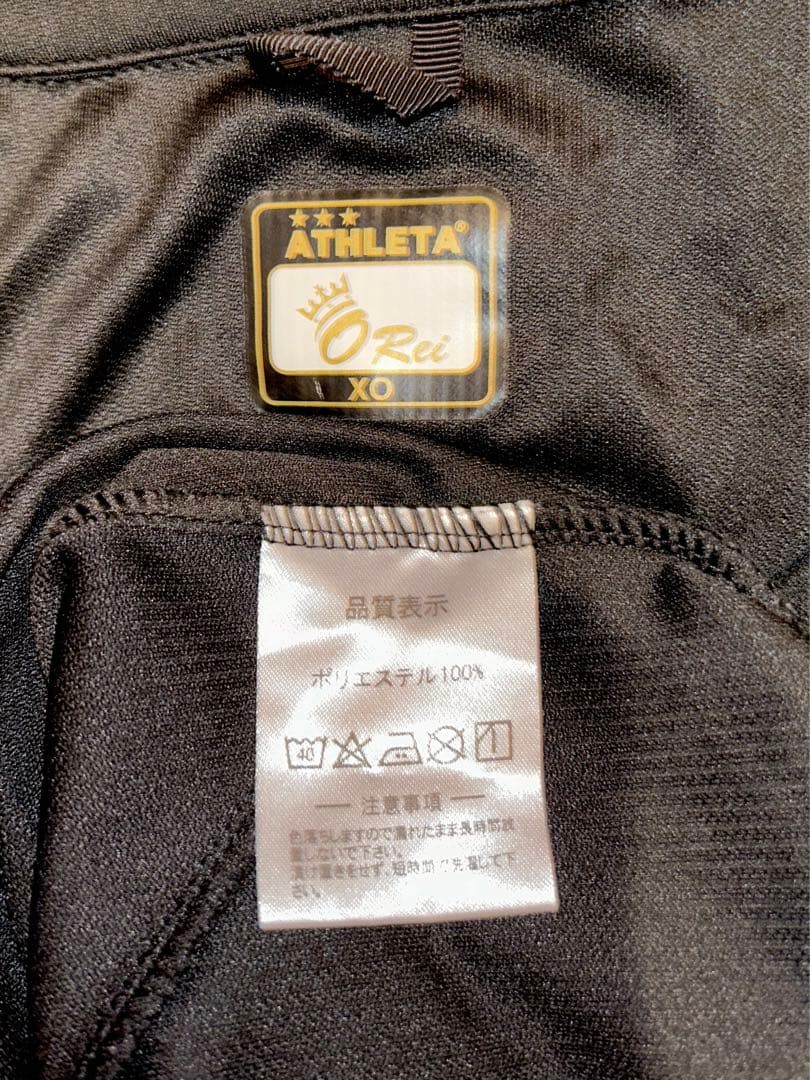 ATHLETA®
O Rei
XO
品質表示
ポリエステル100%
40
注意事項
色落ちしますので濡れたまま長時間放
置しないで下さい。
漬け置きをせず、短時間で洗濯して下
さい。